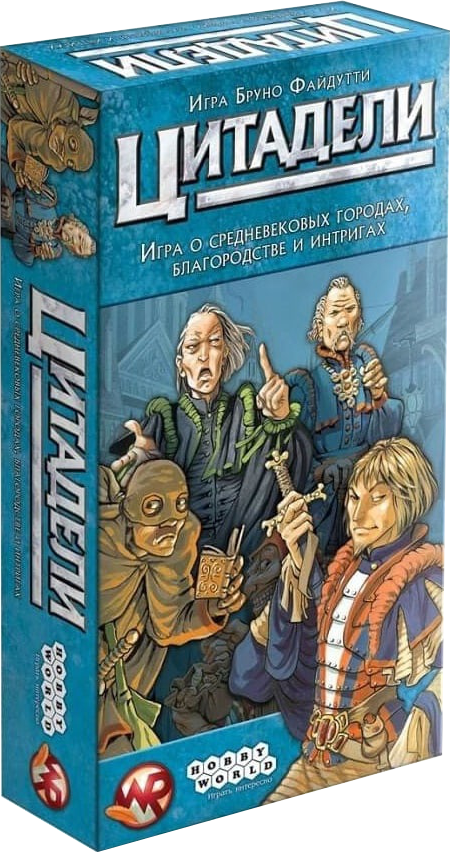 ЦИТАДЕЛИ
Игра Бруно Файдутти
ЦИТАДЕЛИ
Игра о средневековых городах,
благородстве и интригах
ЦИТАДЕЛИ
Игра о средневековых городах, благородстве и интригах
HOBBY
WORLD
Играть интересно
HOBBY
WORLD
Играть интересно